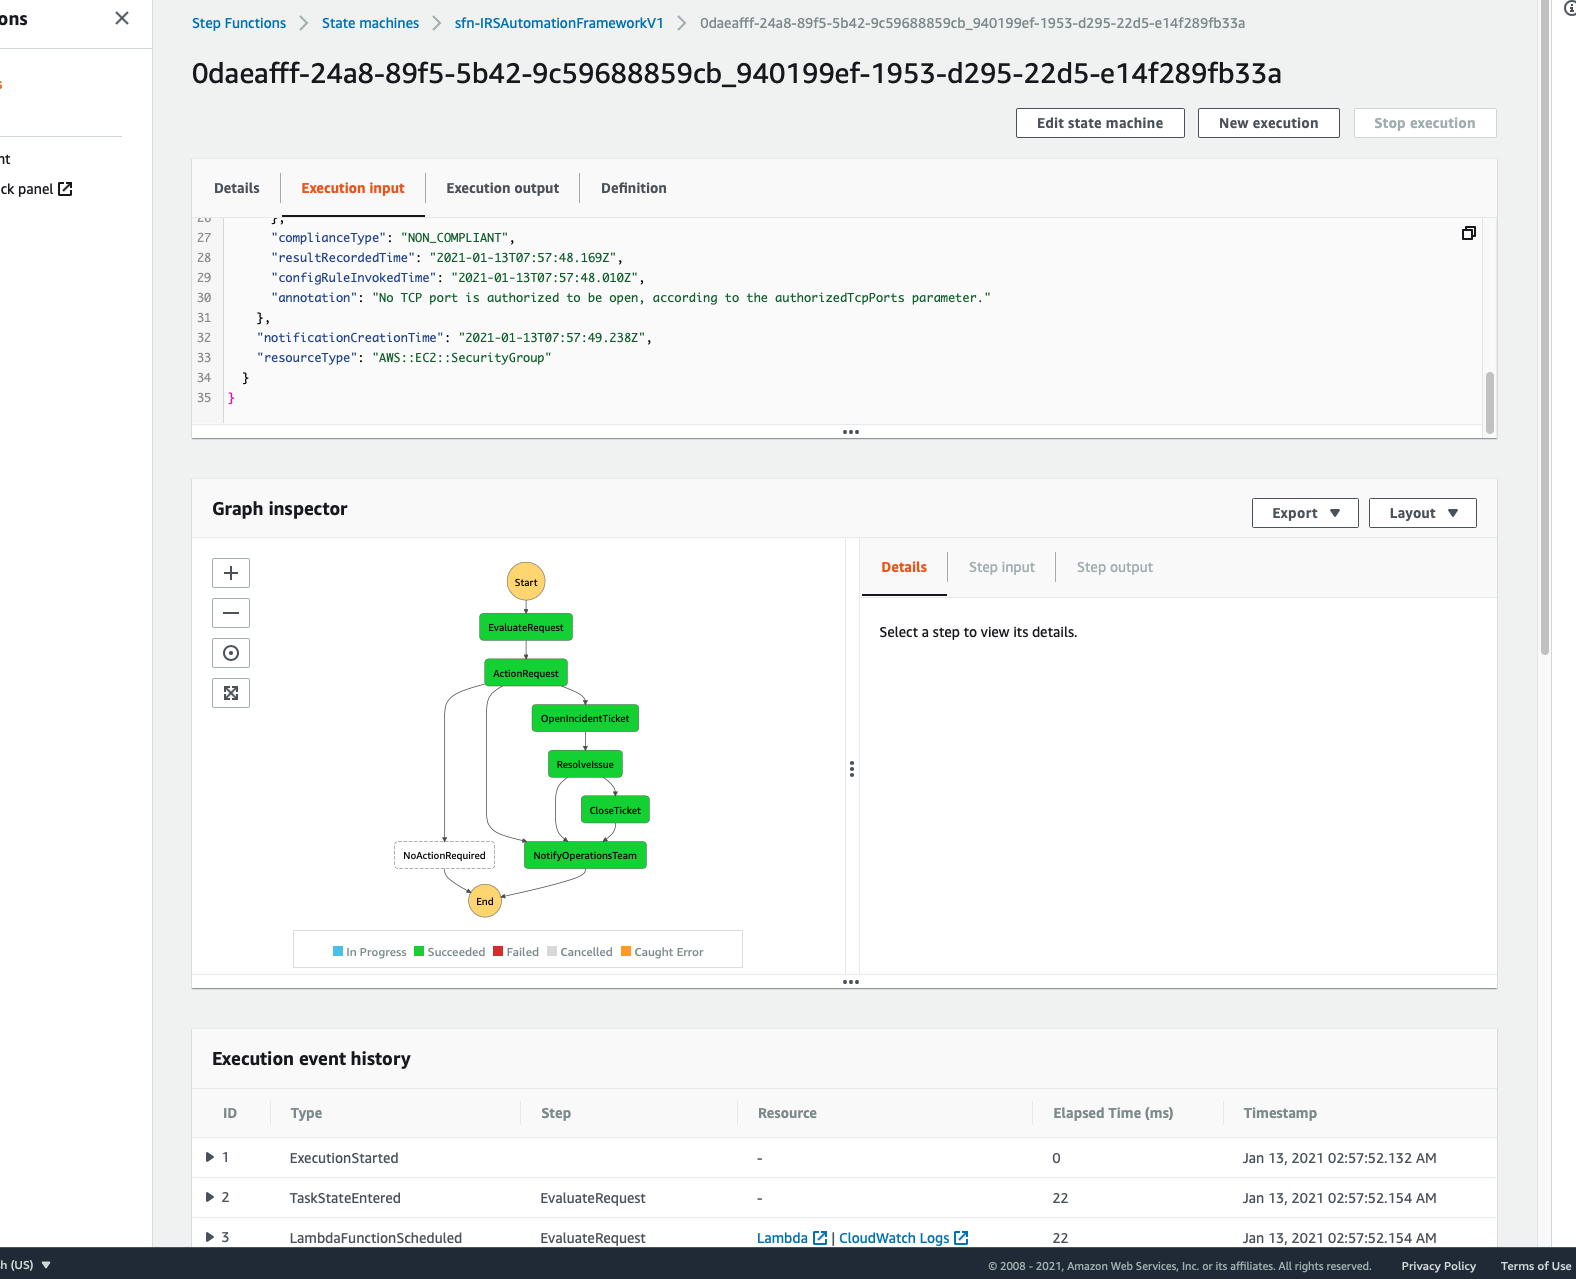 ons
Step Functions
State machines
sfn-IRSAutomationFrameworkV1
0daeafff-24a8-89f5-5b42-9c59688859cb_940199ef-1953-d295-22d5-e14f289fb33a
0daeafff-24a8-89f5-5b42-9c59688859cb_940199ef-1953-d295-22d5-e14f289fb33a
s
nt
ck panel
Edit state machine
New execution
Stop execution
Details
Execution input
Execution output
Definition
26 },
27 "complianceType": "NON_COMPLIANT",
28 "resultRecordedTime": "2021-01-13T07:57:48.169Z",
29 "configRuleInvokedTime": "2021-01-13T07:57:48.010Z",
30 "annotation": "No TCP port is authorized to be open, according to the authorizedTcpPorts parameter."
31 },
32 "notificationCreationTime": "2021-01-13T07:57:49.238Z",
33 "resourceType": "AWS::EC2::SecurityGroup"
34 }
35 }
Graph inspector
Export
Layout
Start
EvaluateRequest
ActionRequest
OpenIncidentTicket
ResolveIssue
CloseTicket
NoActionRequired
NotifyOperationsTeam
End
In Progress Succeeded Failed Cancelled Caught Error
Details
Step input
Step output
Select a step to view its details.
Execution event history
ID Type Step Resource Elapsed Time (ms) Timestamp
1 ExecutionStarted - 0 Jan 13, 2021 02:57:52.132 AM
2 TaskStateEntered EvaluateRequest - 22 Jan 13, 2021 02:57:52.154 AM
3 LambdaFunctionScheduled EvaluateRequest Lambda | CloudWatch Logs 22 Jan 13, 2021 02:57:52.154 AM
h (US)
© 2008 - 2021, Amazon Web Services, Inc. or its affiliates. All rights reserved.
Privacy Policy
Terms of Use